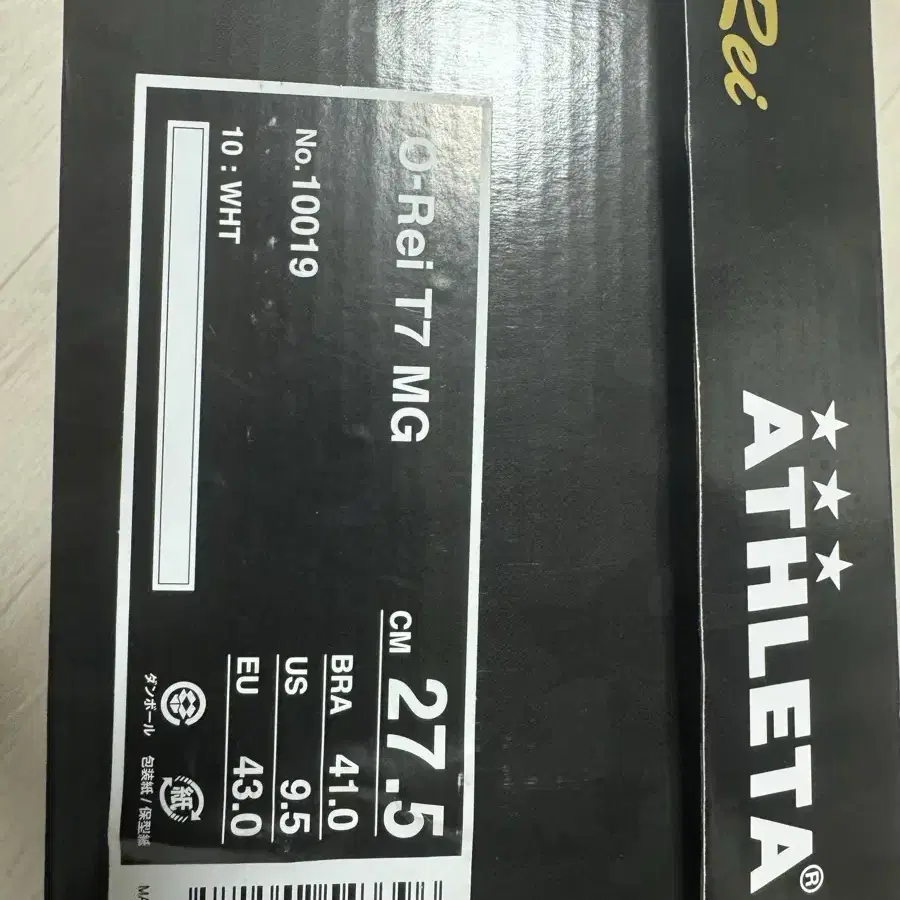 Rei
ATHLETA®
O-Rei T7 MG
No.10019
10 : WHT
CM 27.5
BRA 41.0
US 9.5
EU 43.0
ダンボール
紙
包装紙 / 保型紙
MA